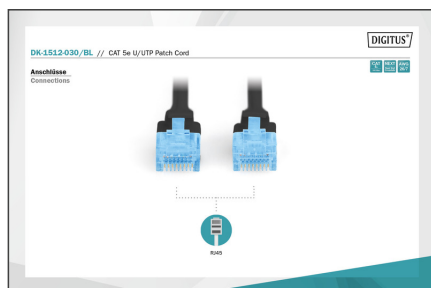 DIGITUS®
DK-1512-030/BL // CAT 5e U/UTP Patch Cord
Anschlüsse
Connections
RJ45